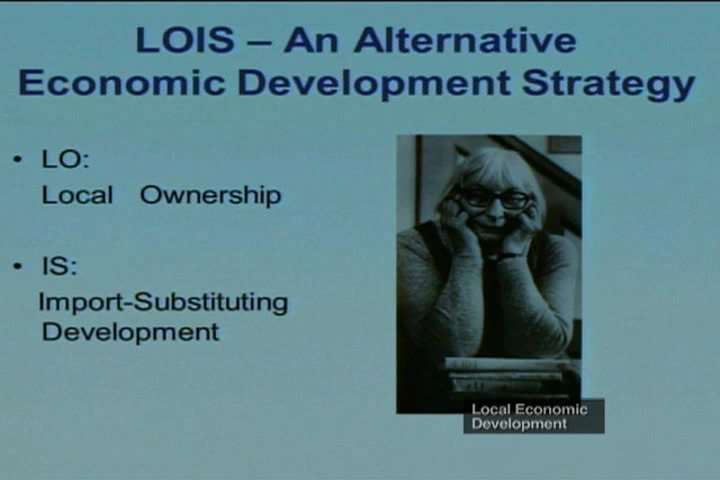 LOIS – An Alternative
Economic Development Strategy
• LO:
Local Ownership
• IS:
Import-Substituting
Development
Local Economic
Development